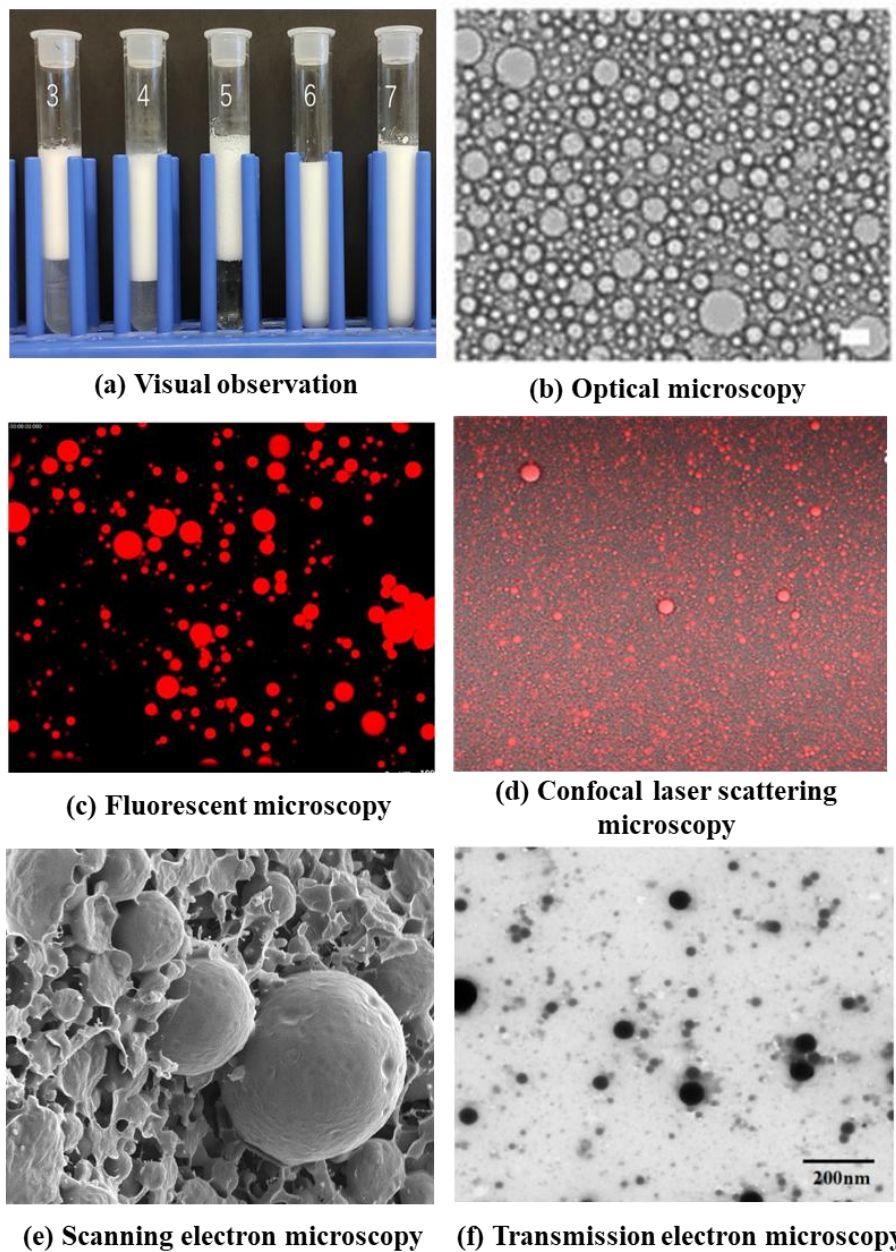 3 4 5 6 7
(a) Visual observation
(b) Optical microscopy
(c) Fluorescent microscopy
(d) Confocal laser scattering
microscopy
200nm
(e) Scanning electron microscopy
(f) Transmission electron microscop